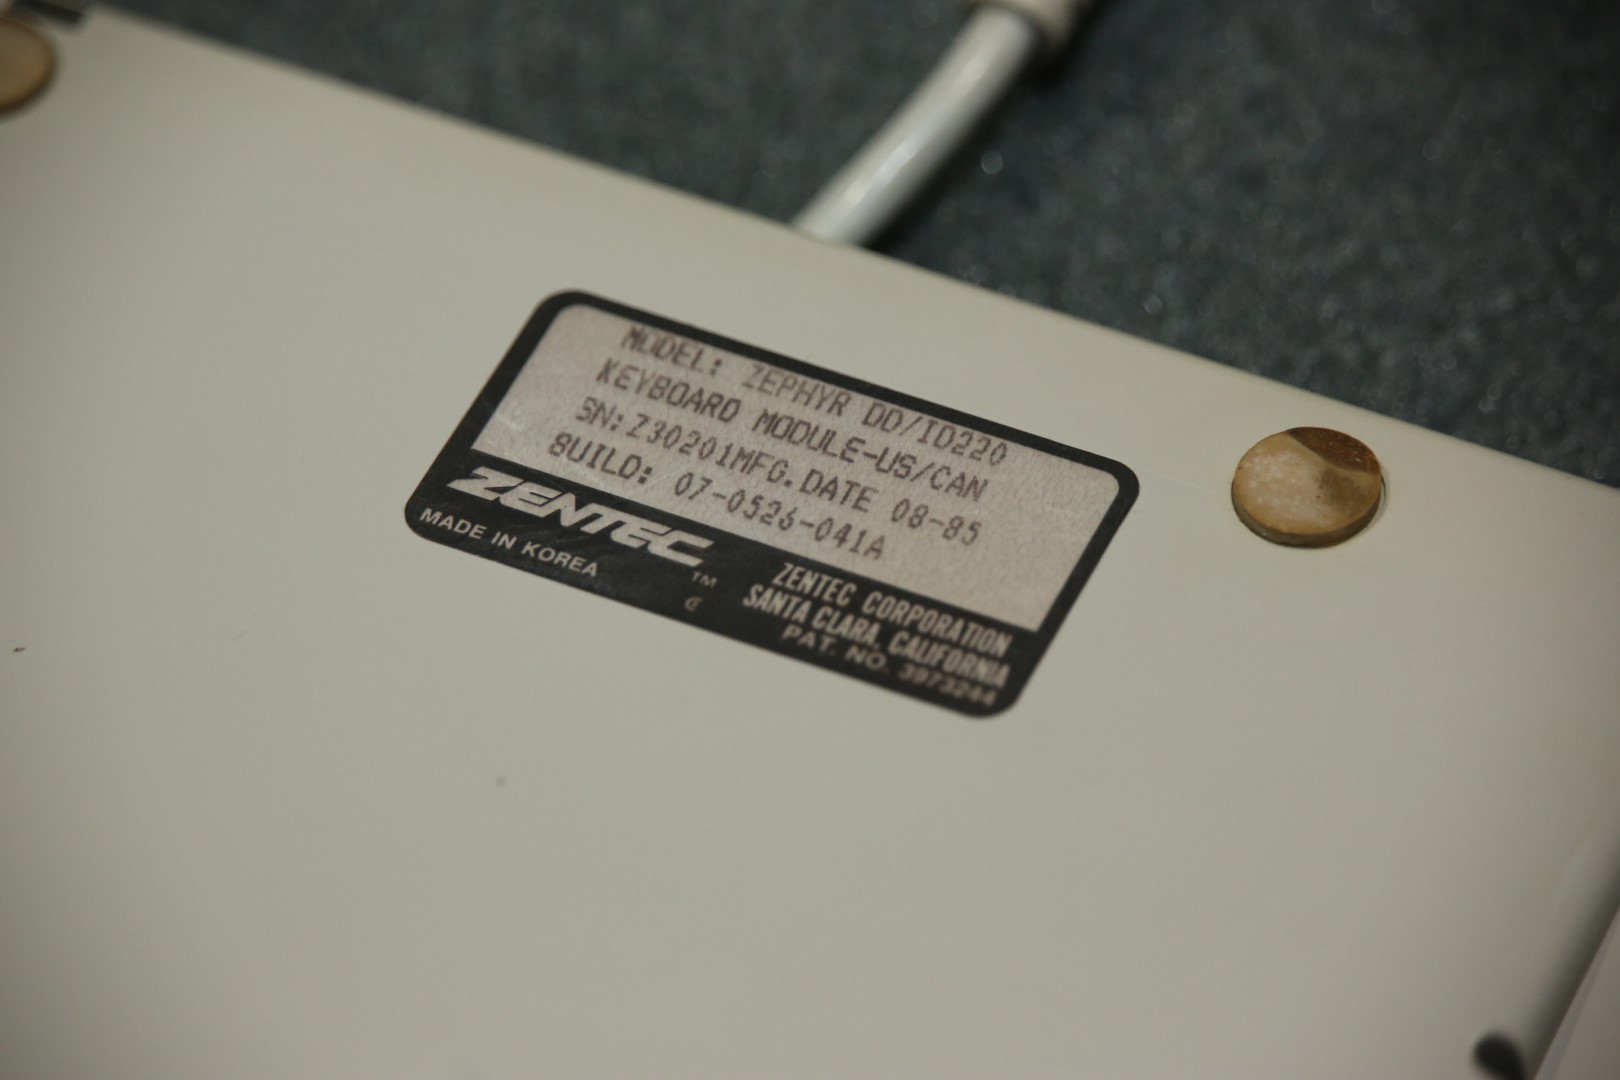 MODEL: ZEPHYR DD/ID220
KEYBOARD MODULE-US/CAN
SN:Z30201MFG.DATE 08-85
BUILD: 07-0526-041A
ZENTEC TM
MADE IN KOREA
ZENTEC CORPORATION
SANTA CLARA, CALIFORNIA
PAT. NO. 3973244